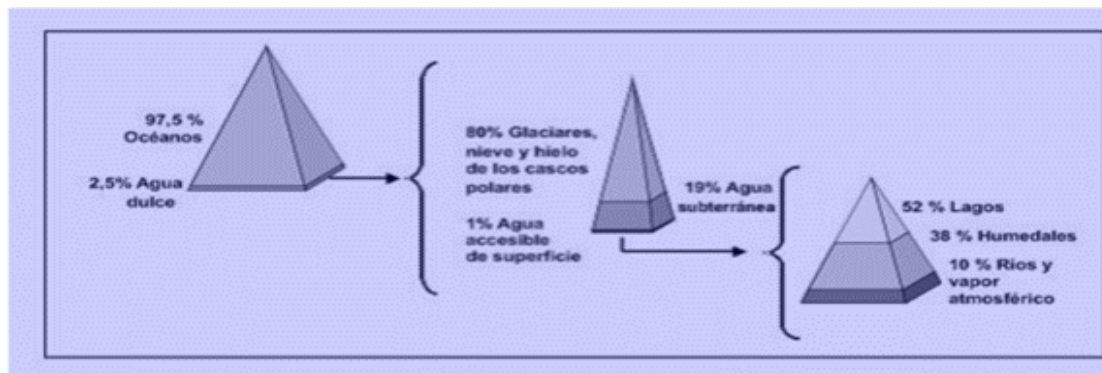 97,5 %
Océanos
2,5% Agua
dulce
80% Glaciares,
nieve y hielo
de los cascos
polares
1% Agua
accesible
de superficie
19% Agua
subterránea
52 % Lagos
38 % Humedales
10 % Ríos y
vapor
atmosférico